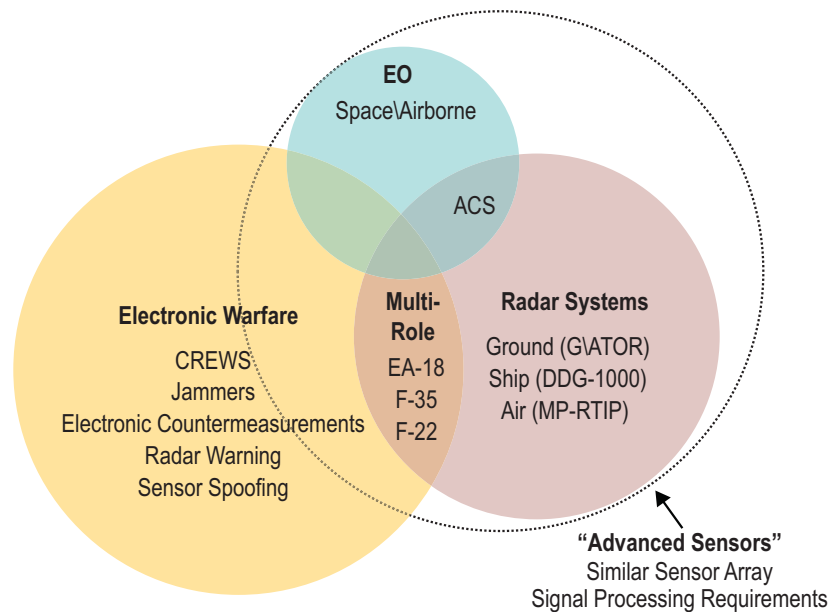 EO
Space\Airborne
ACS
Electronic Warfare
CREWS
Jammers
Electronic Countermeasurements
Radar Warning
Sensor Spoofing
Multi-
Role
EA-18
F-35
F-22
Radar Systems
Ground (G\ATOR)
Ship (DDG-1000)
Air (MP-RTIP)
“Advanced Sensors”
Similar Sensor Array
Signal Processing Requirements